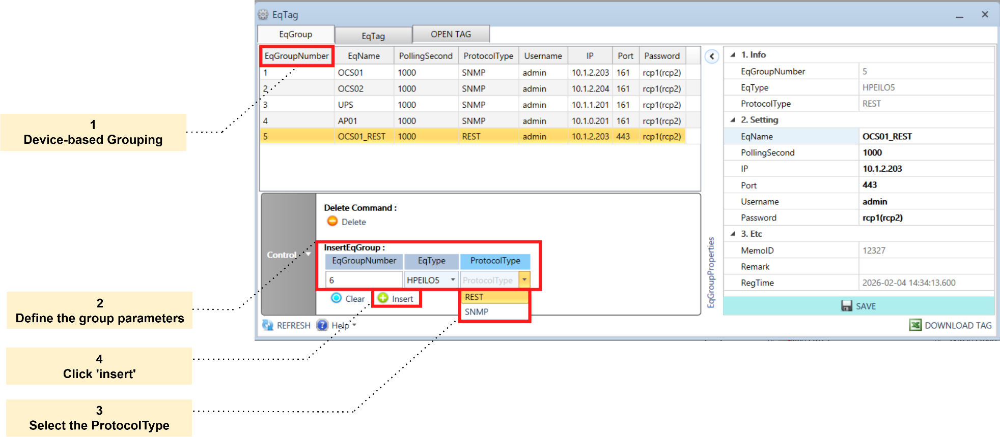 EqTag
EqGroup EqTag OPEN TAG
EqGroupNumber EqName PollingSecond ProtocolType Username IP Port Password
1 OCS01 1000 SNMP admin 10.1.2.203 161 rcp1(rcp2)
2 OCS02 1000 SNMP admin 10.1.2.204 161 rcp1(rcp2)
3 UPS 1000 SNMP admin 10.1.1.201 161 rcp1(rcp2)
4 AP01 1000 SNMP admin 10.1.0.201 161 rcp1(rcp2)
5 OCS01_REST 1000 REST admin 10.1.2.203 443 rcp1(rcp2)
Control
Delete Command :
Delete
InsertEqGroup :
EqGroupNumber EqType ProtocolType
6 HPEILO5 ProtocolType
REST
SNMP
Clear Insert
REFRESH Help
EqGroupProperties
1. Info
EqGroupNumber 5
EqType HPEILO5
ProtocolType REST
2. Setting
EqName OCS01_REST
PollingSecond 1000
IP 10.1.2.203
Port 443
Username admin
Password rcp1(rcp2)
3. Etc
MemoID 12327
Remark
RegTime 2026-02-04 14:34:13.600
SAVE
DOWNLOAD TAG
1
Device-based Grouping
2
Define the group parameters
4
Click 'insert'
3
Select the ProtocolType